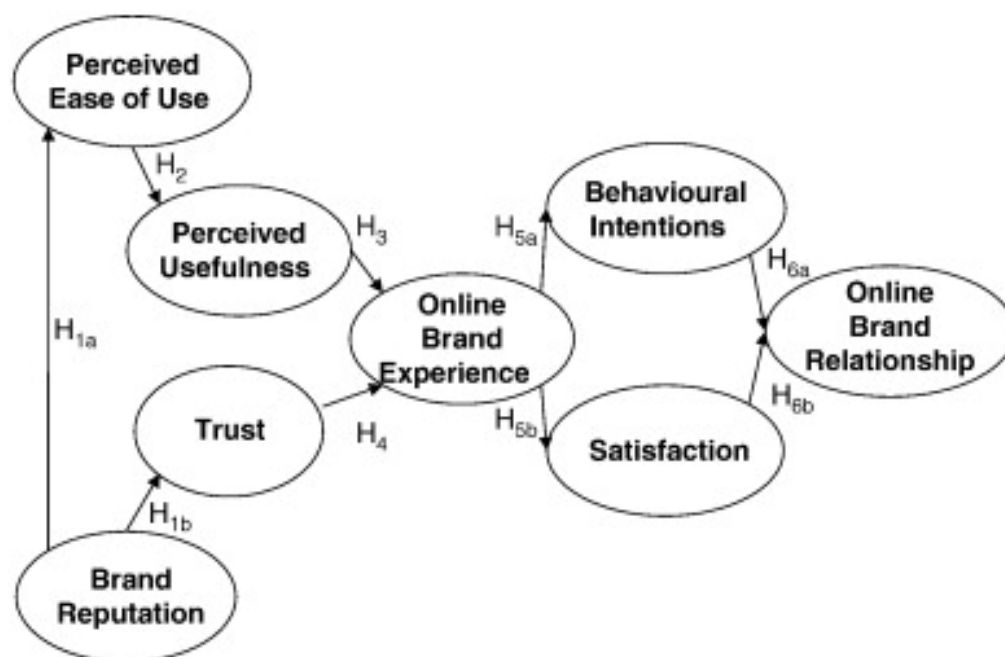 Perceived
Ease of Use
H2
Perceived
Usefulness
H3
H1a
Trust
H4
H1b
Brand
Reputation
Online
Brand
Experience
H5a
H5b
Behavioural
Intentions
Satisfaction
H6a
H6b
Online
Brand
Relationship